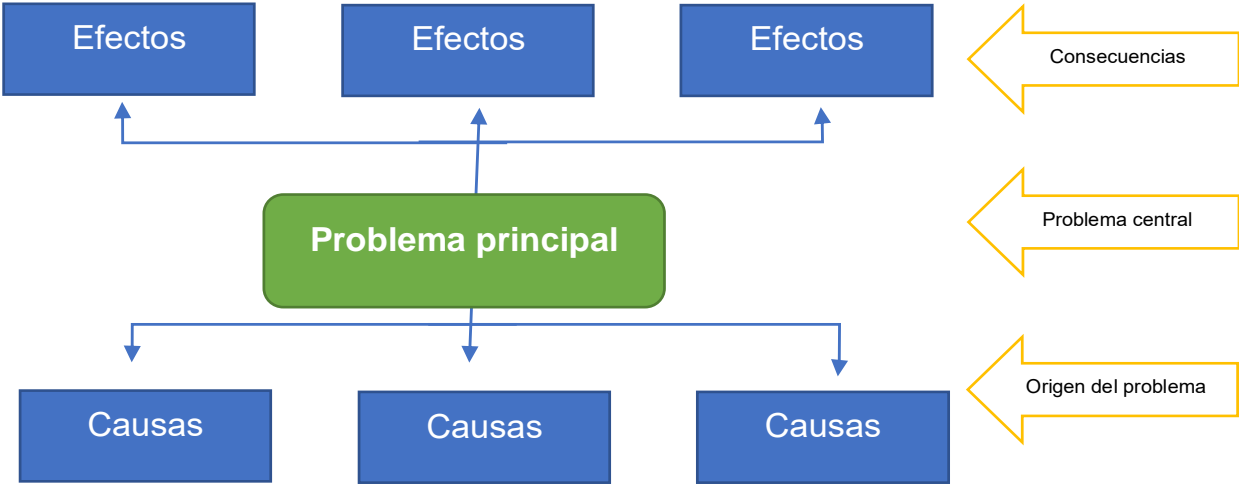 Efectos
Efectos
Efectos
Consecuencias
Problema principal
Problema central
Origen del problema
Causas
Causas
Causas